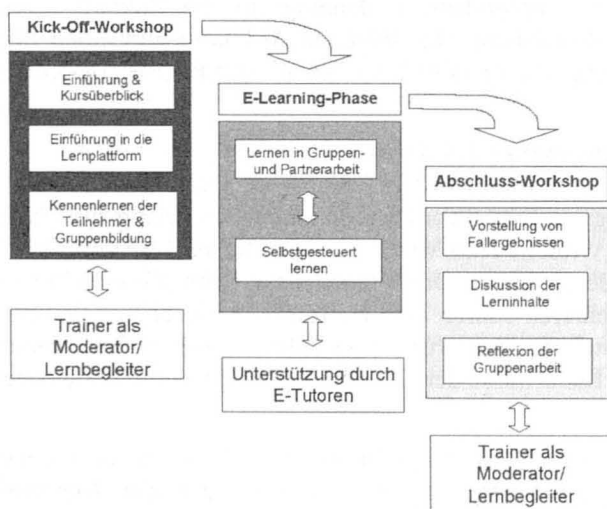 Kick-Off-Workshop
Einführung &
Kursüberblick
Einführung in die
Lernplattform
Kennenlernen der
Teilnehmer &
Gruppenbildung
Trainer als
Moderator/
Lernbegleiter
E-Learning-Phase
Lernen in Gruppen-
und Partnerarbeit
Selbstgesteuert
lernen
Unterstützung durch
E-Tutoren
Abschluss-Workshop
Vorstellung von
Fallergebnissen
Diskussion der
Lerninhalte
Reflexion der
Gruppenarbeit
Trainer als
Moderator/
Lernbegleiter